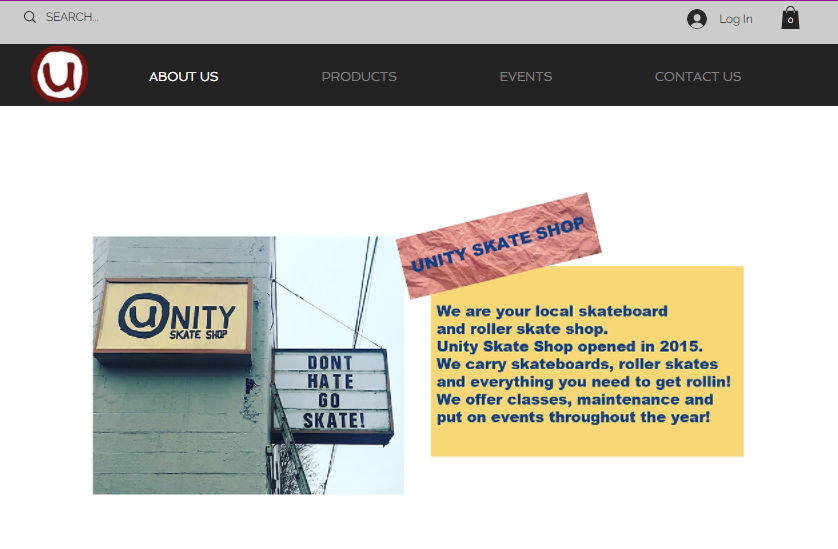 SEARCH...
Log In
0
U
ABOUT US
PRODUCTS
EVENTS
CONTACT US
UNITY SKATE SHOP
UNITY
SKATE SHOP
DONT
HATE
GO
SKATE!
We are your local skateboard
and roller skate shop.
Unity Skate Shop opened in 2015.
We carry skateboards, roller skates
and everything you need to get rollin!
We offer classes, maintenance and
put on events throughout the year!